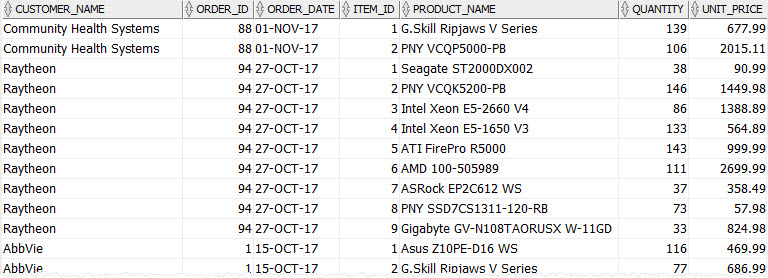 CUSTOMER_NAME ORDER_ID ORDER_DATE ITEM_ID PRODUCT_NAME QUANTITY UNIT_PRICE
Community Health Systems 88 01-NOV-17 1 G.Skill Ripjaws V Series 139 677.99
Community Health Systems 88 01-NOV-17 2 PNY VCQP5000-PB 106 2015.11
Raytheon 94 27-OCT-17 1 Seagate ST2000DX002 38 90.99
Raytheon 94 27-OCT-17 2 PNY VCQK5200-PB 146 1449.98
Raytheon 94 27-OCT-17 3 Intel Xeon E5-2660 V4 86 1388.89
Raytheon 94 27-OCT-17 4 Intel Xeon E5-1650 V3 133 564.89
Raytheon 94 27-OCT-17 5 ATI FirePro R5000 143 999.99
Raytheon 94 27-OCT-17 6 AMD 100-505989 111 2699.99
Raytheon 94 27-OCT-17 7 ASRock EP2C612 WS 37 358.49
Raytheon 94 27-OCT-17 8 PNY SSD7CS1311-120-RB 73 57.98
Raytheon 94 27-OCT-17 9 Gigabyte GV-N108TAORUSX W-11GD 33 824.98
AbbVie 1 15-OCT-17 1 Asus Z10PE-D16 WS 116 469.99
AbbVie 1 15-OCT-17 2 G.Skill Ripjaws V Series 77 686.99